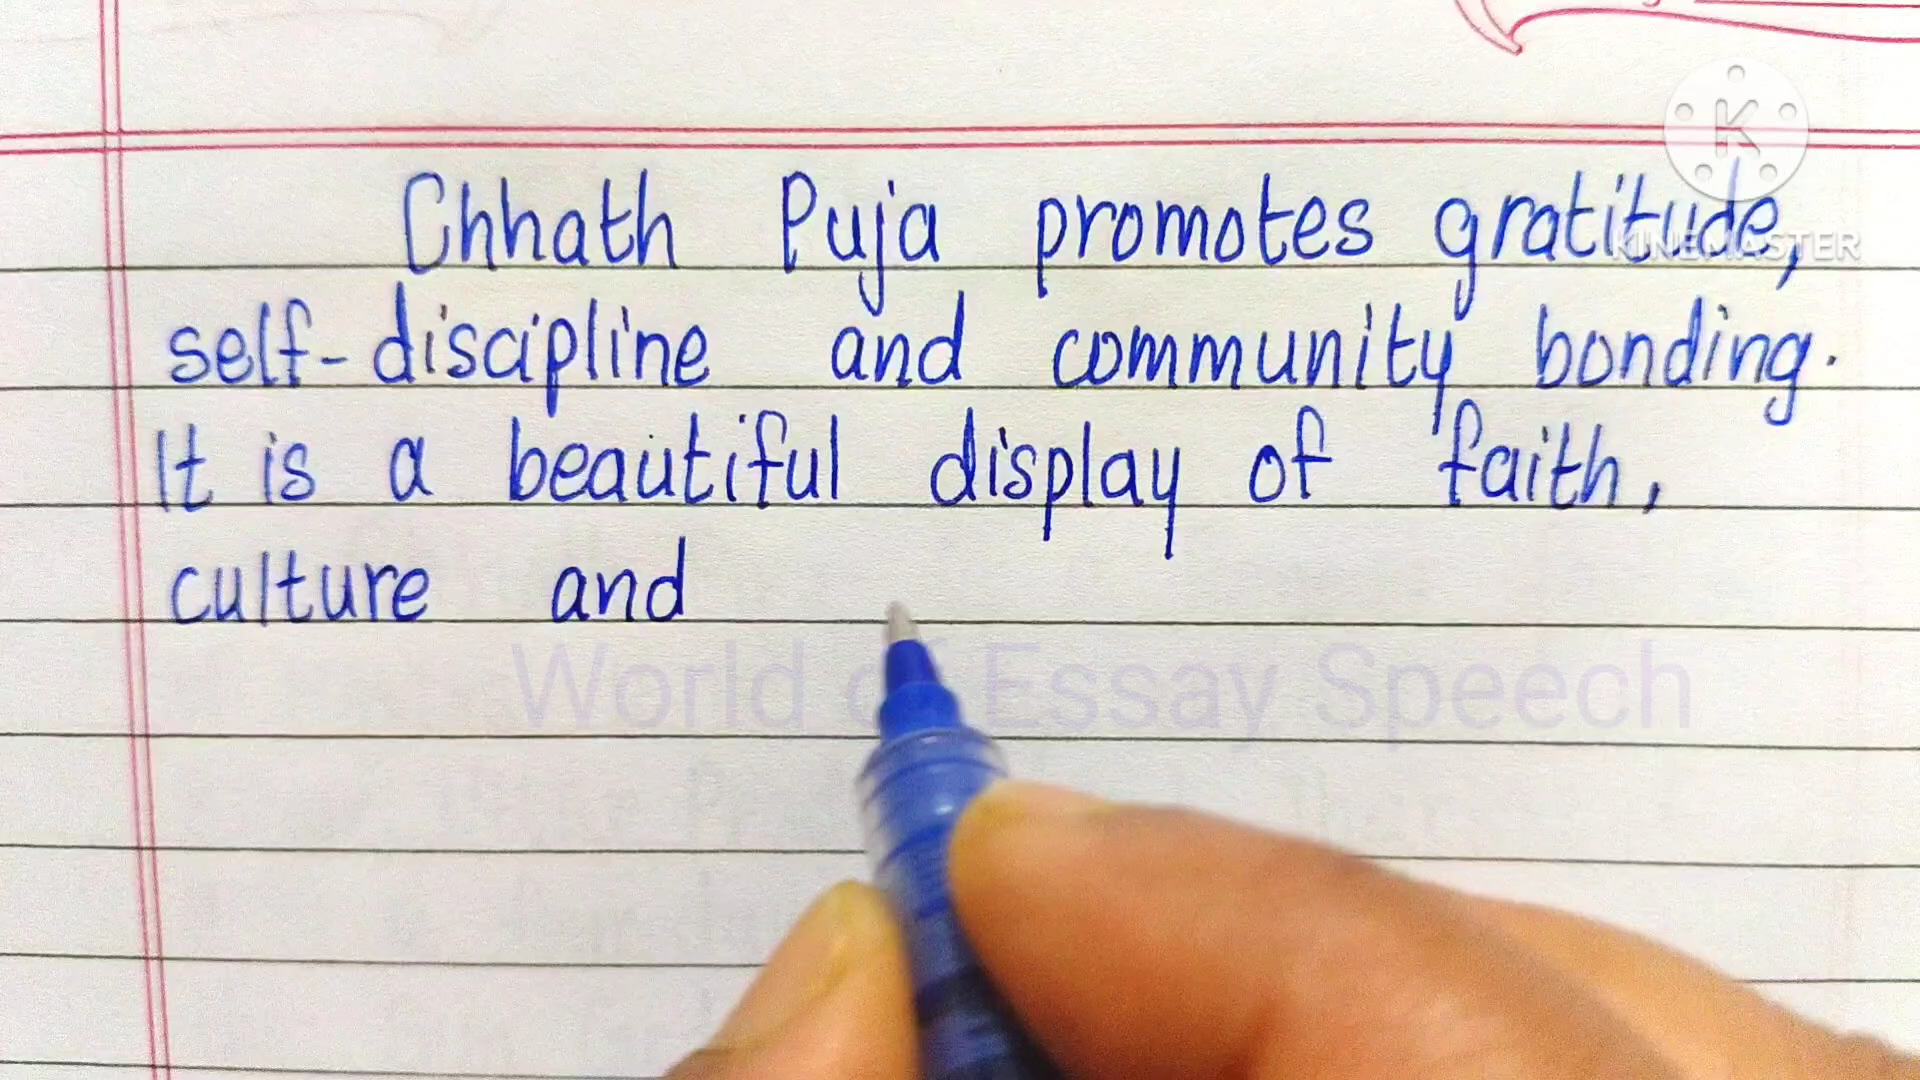 Chhath Puja promotes gratitude,
self-discipline and community bonding.
It is a beautiful display of faith,
culture and
World of Essay Speech
K
KINEMASTER